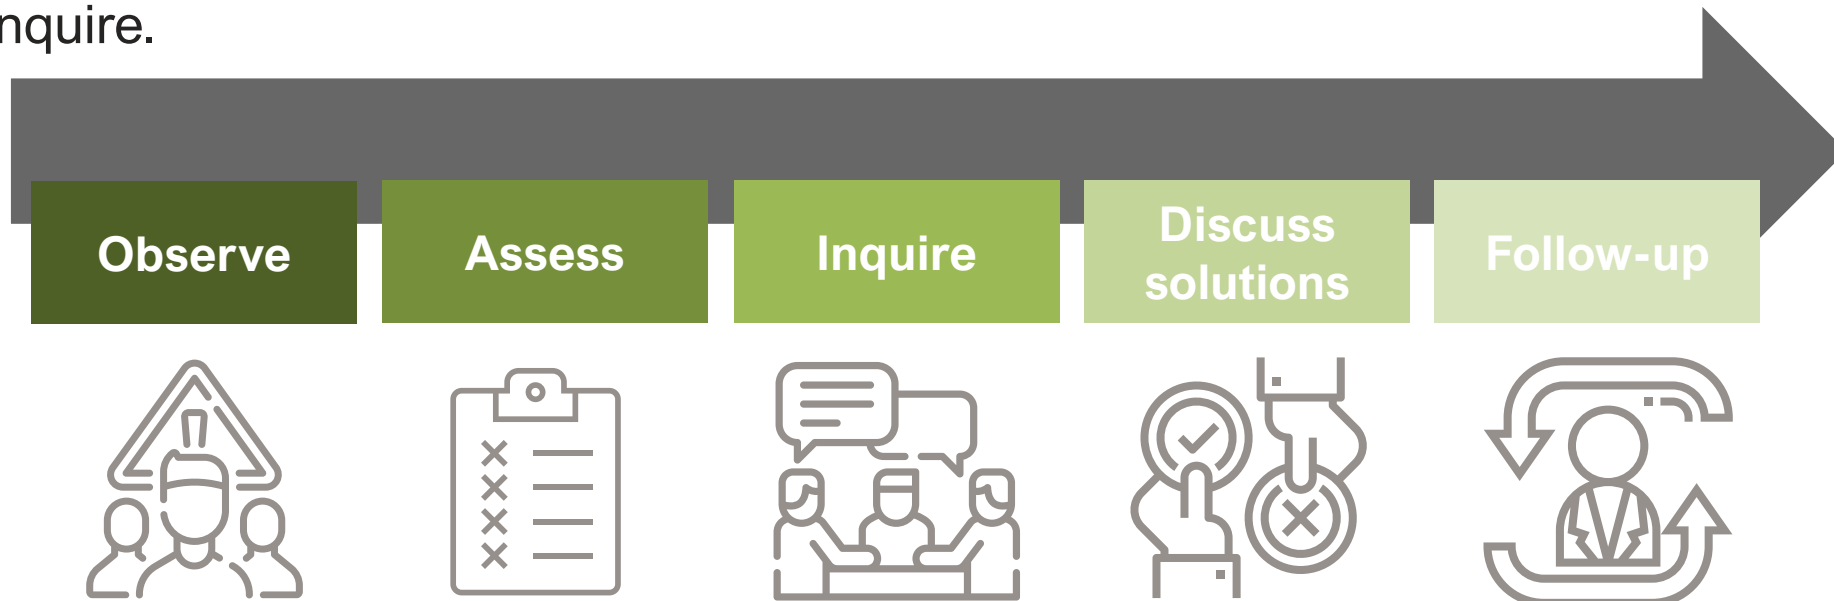 nquire.
Observe
Assess
Inquire
Discuss
solutions
Follow-up